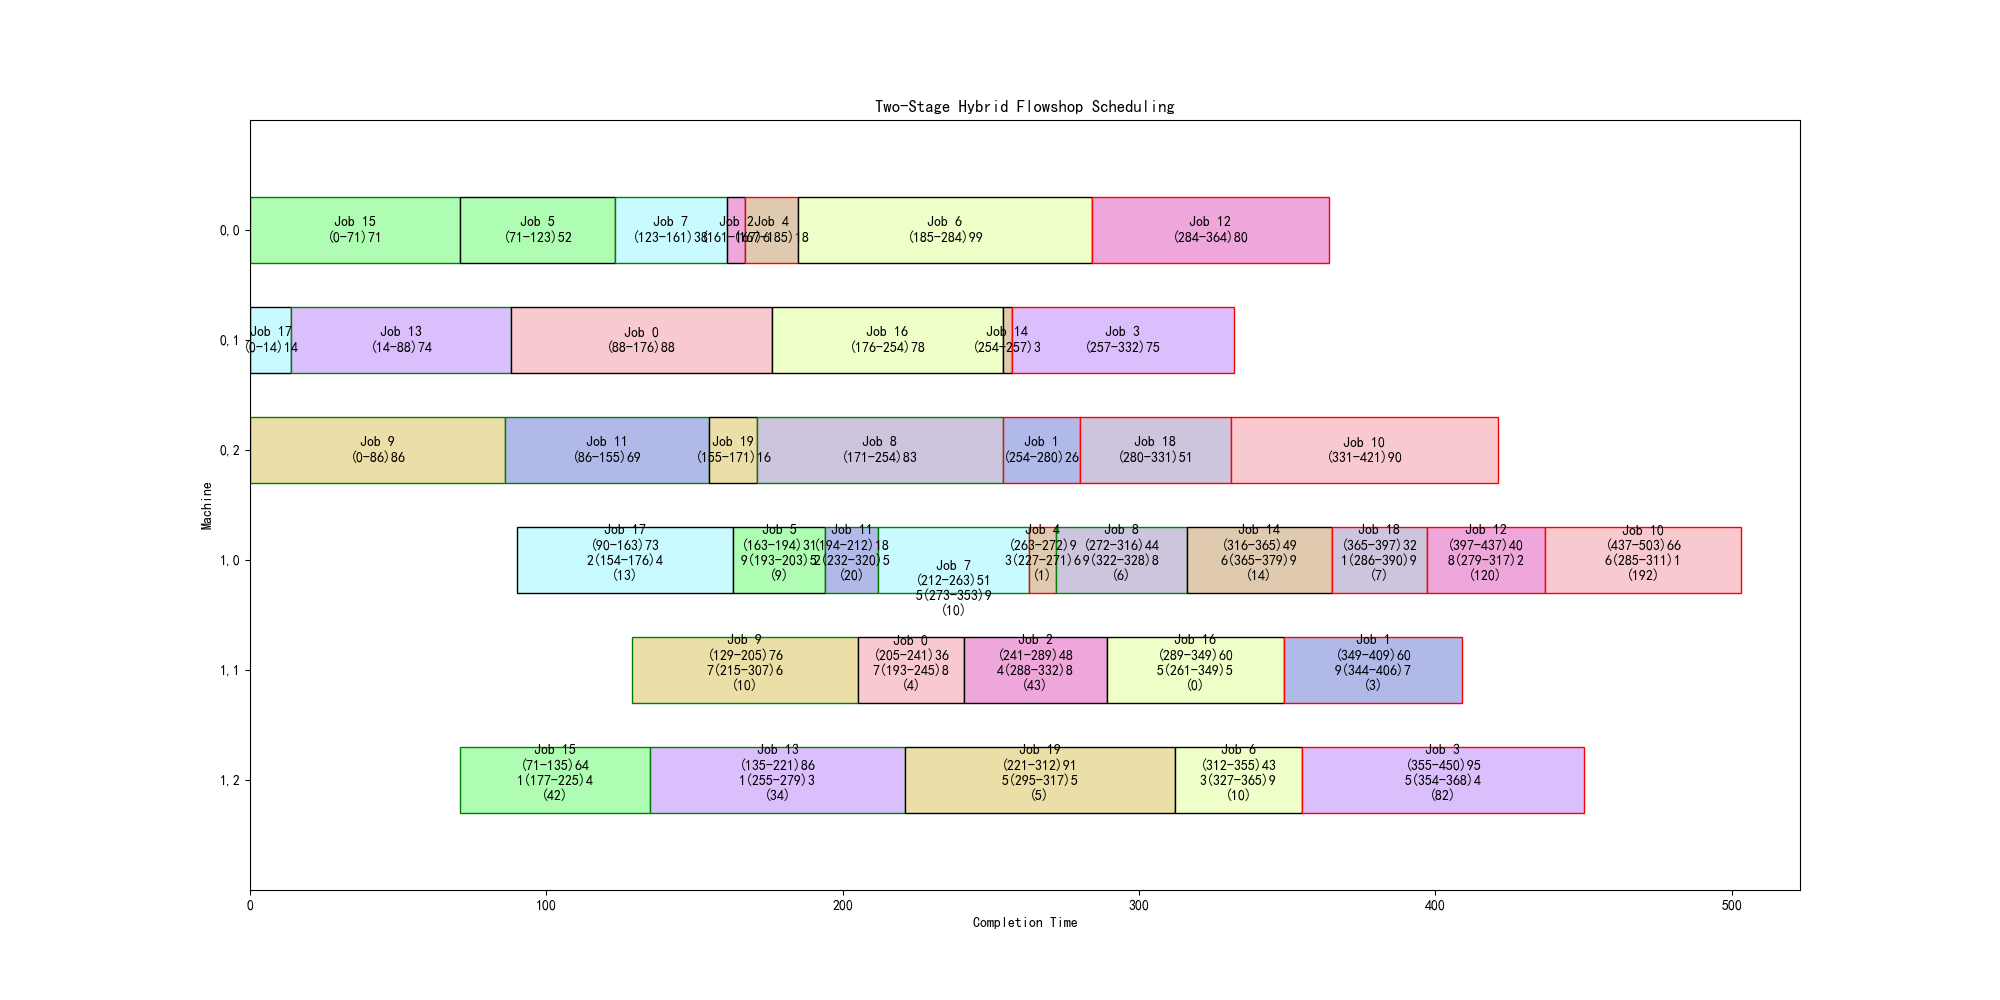 Two-Stage Hybrid Flowshop Scheduling
Machine
0,0
Job 15
(0-71)71
Job 5
(71-123)52
Job 7
(123-161)38
Job 2
(161-167)6
Job 4
(167-185)18
Job 6
(185-284)99
Job 12
(284-364)80
0,1
Job 17
(0-14)14
Job 13
(14-88)74
Job 0
(88-176)88
Job 16
(176-254)78
Job 14
(254-257)3
Job 3
(257-332)75
0,2
Job 9
(0-86)86
Job 11
(86-155)69
Job 19
(155-171)16
Job 8
(171-254)83
Job 1
(254-280)26
Job 18
(280-331)51
Job 10
(331-421)90
1,0
Job 17
(90-163)73
2(154-176)4
(13)
Job 5
(163-194)31
9(193-203)5
(9)
Job 11
(194-212)18
2(232-320)5
(20)
Job 7
(212-263)51
5(273-353)9
(10)
Job 4
(263-272)9
3(227-271)6
(1)
Job 8
(272-316)44
9(322-328)8
(6)
Job 14
(316-365)49
6(365-379)9
(14)
Job 18
(365-397)32
1(286-390)9
(7)
Job 12
(397-437)40
8(279-317)2
(120)
Job 10
(437-503)66
6(285-311)1
(192)
1,1
Job 9
(129-205)76
7(215-307)6
(10)
Job 0
(205-241)36
7(193-245)8
(4)
Job 2
(241-289)48
4(288-332)8
(43)
Job 16
(289-349)60
5(261-349)5
(0)
Job 1
(349-409)60
9(344-406)7
(3)
1,2
Job 15
(71-135)64
1(177-225)4
(42)
Job 13
(135-221)86
1(255-279)3
(34)
Job 19
(221-312)91
5(295-317)5
(5)
Job 6
(312-355)43
3(327-365)9
(10)
Job 3
(355-450)95
5(354-368)4
(82)
0
100
200
300
400
500
Completion Time